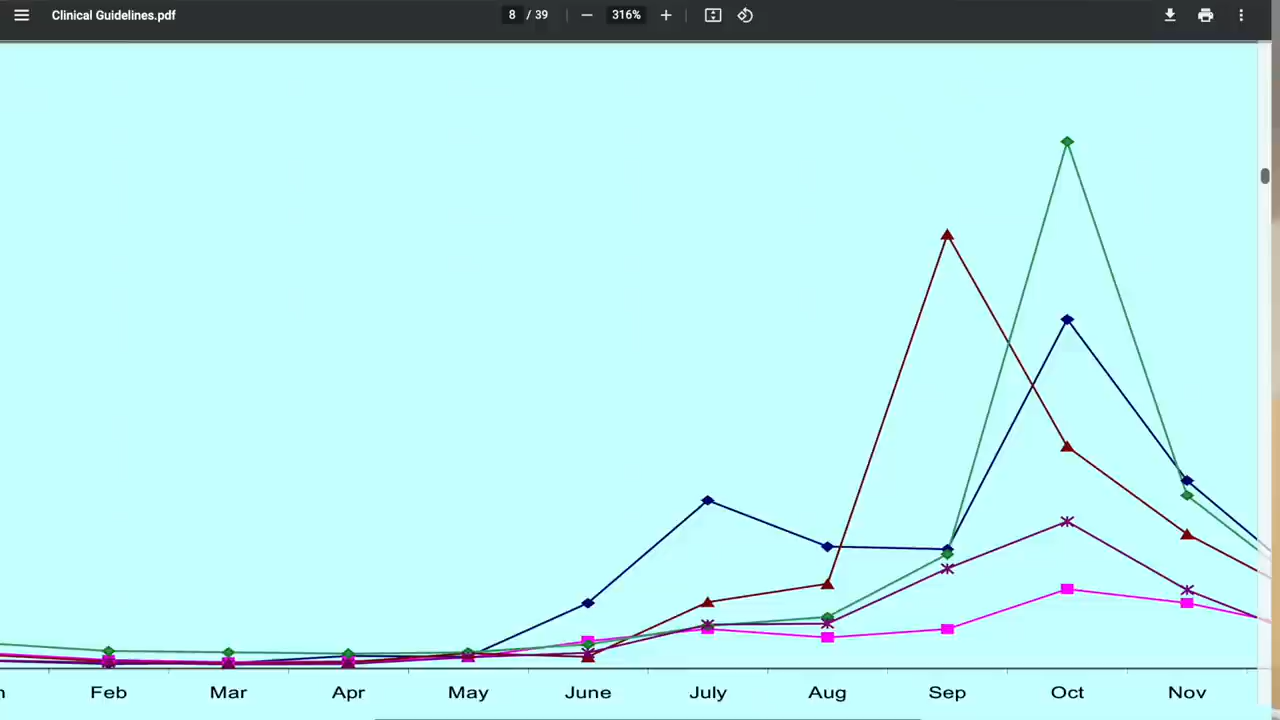 Clinical Guidelines.pdf 8 / 39 316%
Feb Mar Apr May June July Aug Sep Oct Nov